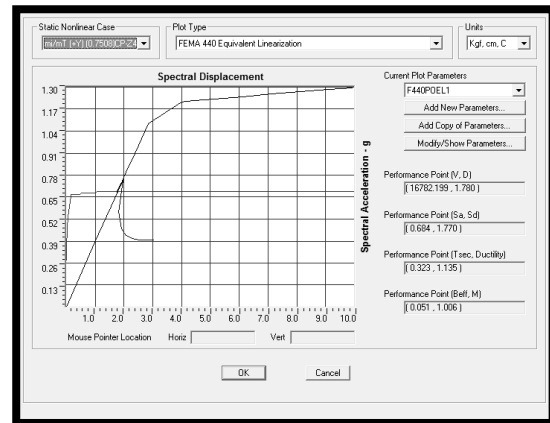 Static Nonlinear Case
Plot Type
FEMA 440 Equivalent Linearization
Units
Kgf, cm, C
Spectral Displacement
1.30
1.17
1.04
0.91
0.78
0.65
0.52
0.39
0.26
0.13
1.0 2.0 3.0 4.0 5.0 6.0 7.0 8.0 9.0 10.0
Spectral Acceleration - g
Mouse Pointer Location Horiz Vert
Current Plot Parameters
F440POEL1
Add New Parameters...
Add Copy of Parameters...
Modify/Show Parameters...
Performance Point (V, D)
( 16782.199 , 1.780 )
Performance Point (Sa, Sd)
( 0.684 , 1.770 )
Performance Point (Tsec, Ductility)
( 0.323 , 1.135 )
Performance Point (Beff, M)
( 0.051 , 1.006 )
OK Cancel